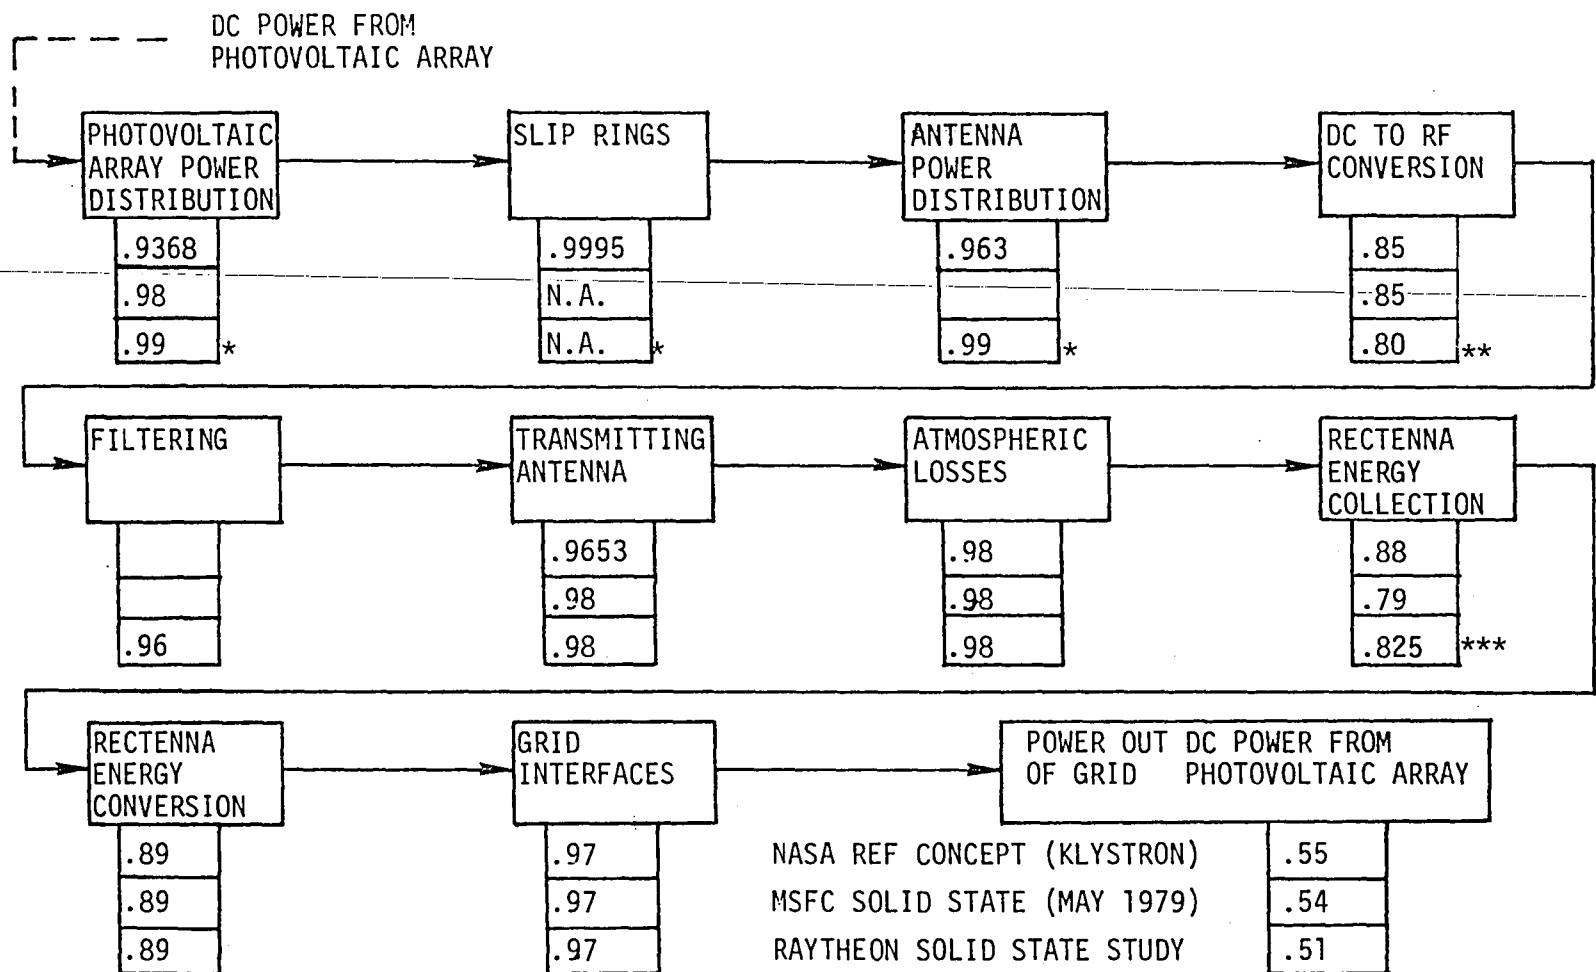 DC POWER FROM
PHOTOVOLTAIC ARRAY
PHOTOVOLTAIC
ARRAY POWER
DISTRIBUTION
.9368
.98
.99 *
SLIP RINGS
.9995
N.A.
N.A. *
ANTENNA
POWER
DISTRIBUTION
.963
.99 *
DC TO RF
CONVERSION
.85
.85
.80 **
FILTERING
.96
TRANSMITTING
ANTENNA
.9653
.98
.98
ATMOSPHERIC
LOSSES
.98
.98
.98
RECTENNA
ENERGY
COLLECTION
.88
.79
.825 ***
RECTENNA
ENERGY
CONVERSION
.89
.89
.89
GRID
INTERFACES
.97
.97
.97
POWER OUT DC POWER FROM
OF GRID PHOTOVOLTAIC ARRAY
NASA REF CONCEPT (KLYSTRON) .55
MSFC SOLID STATE (MAY 1979) .54
RAYTHEON SOLID STATE STUDY .51